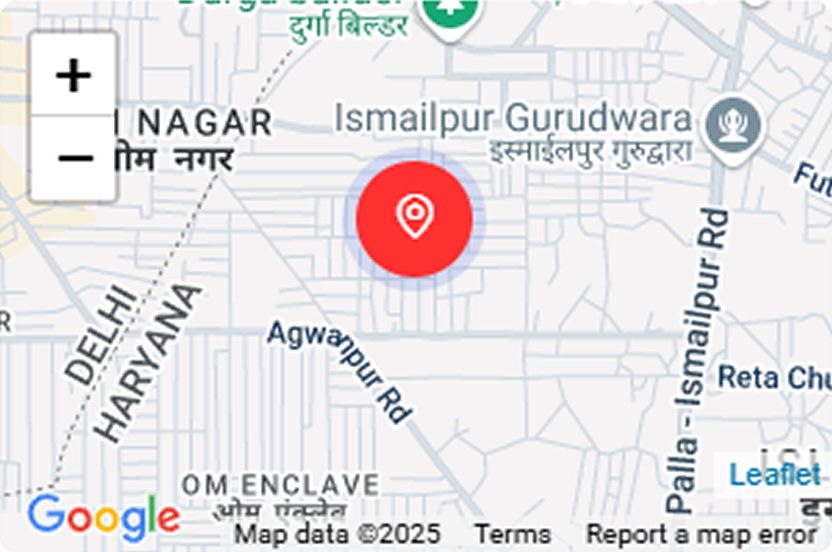 दुर्गा बिल्डर
+
NAGAR
नगर
−
Ismailpur Gurudwara
इस्माईलपुर गुरुद्वारा
DELHI
HARYANA
R
Agwanpur Rd
Palla - Ismailpur Rd
Reta Chu
OM ENCLAVE
Leaflet
Google
Map data ©2025
Terms
Report a map error